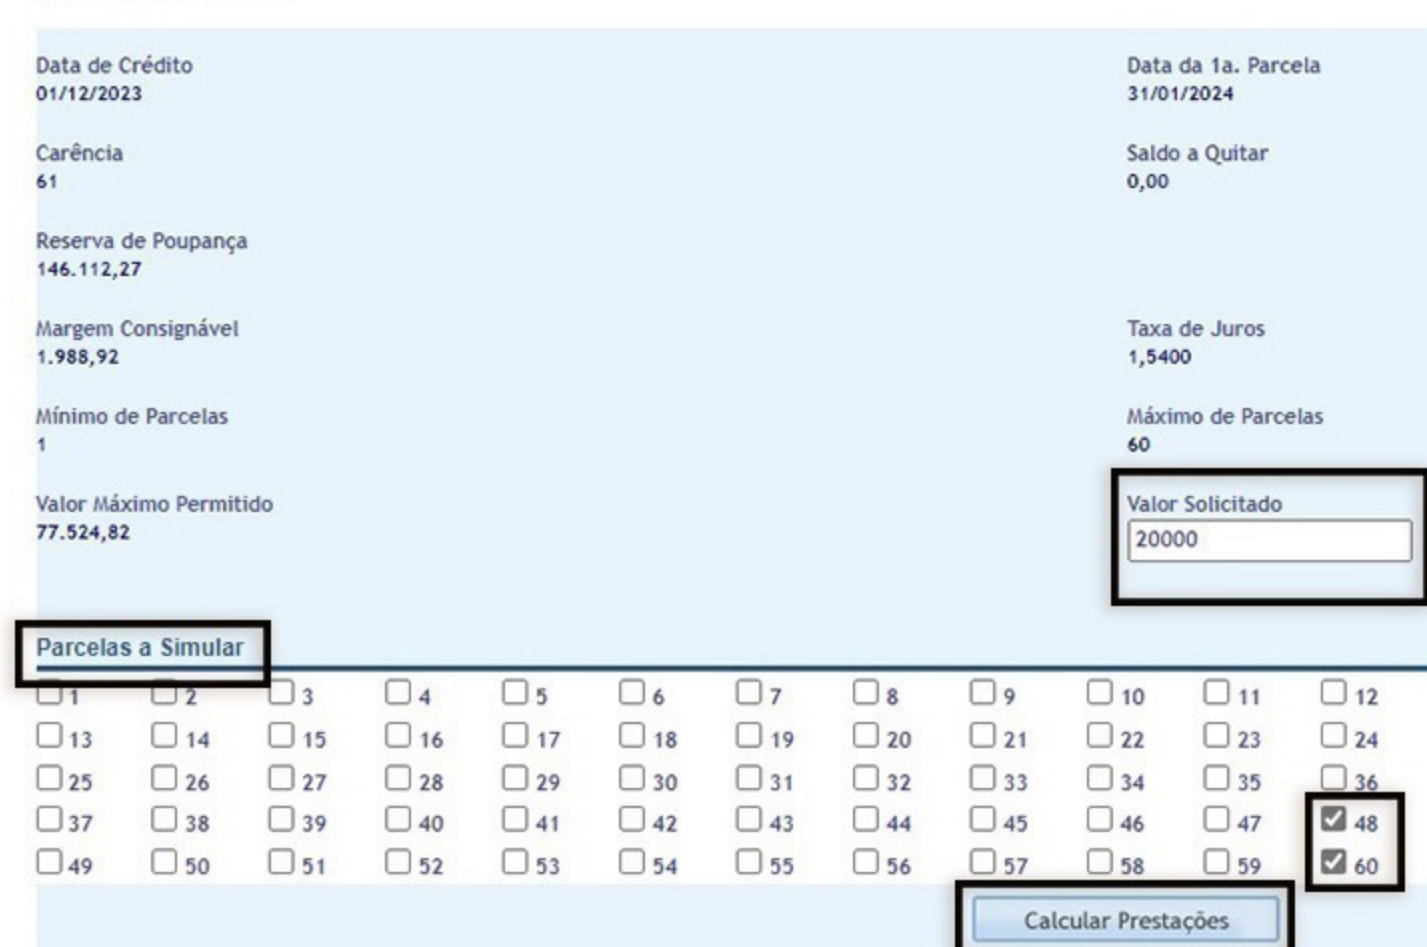 Data de Crédito
Data da 1a. Parcela
01/12/2023
31/01/2024
Carência
Saldo a Quitar
61
0,00
Reserva de Poupança
146.112,27
Margem Consignável
Taxa de Juros
1.988,92
1,5400
Mínimo de Parcelas
Máximo de Parcelas
1
60
Valor Máximo Permitido
Valor Solicitado
77.524,82
20000
Parcelas a Simular
1 2 3 4 5 6 7 8 9 10 11 12
13 14 15 16 17 18 19 20 21 22 23 24
25 26 27 28 29 30 31 32 33 34 35 36
37 38 39 40 41 42 43 44 45 46 47 48
49 50 51 52 53 54 55 56 57 58 59 60
Calcular Prestações